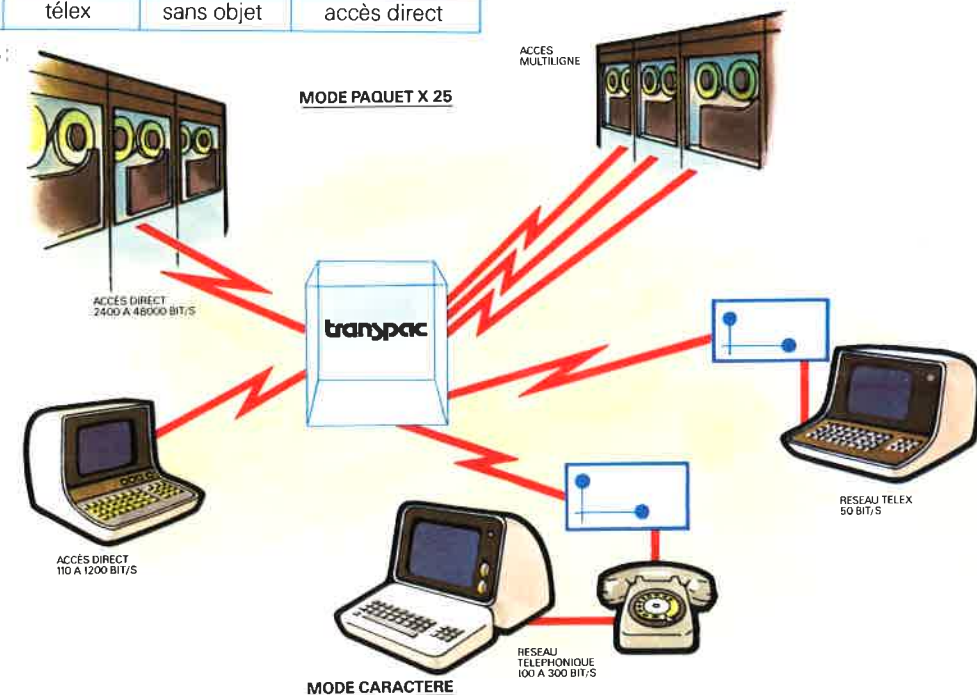 télex sans objet accès direct
:
ACCES
MULTILIGNE
MODE PAQUET X 25
ACCÈS DIRECT
2400 A 48000 BIT/S
transpac
RESEAU TELEX
50 BIT/S
ACCÈS DIRECT
110 A 1200 BIT/S
RESEAU
TELEPHONIQUE
100 A 300 BIT/S
MODE CARACTERE